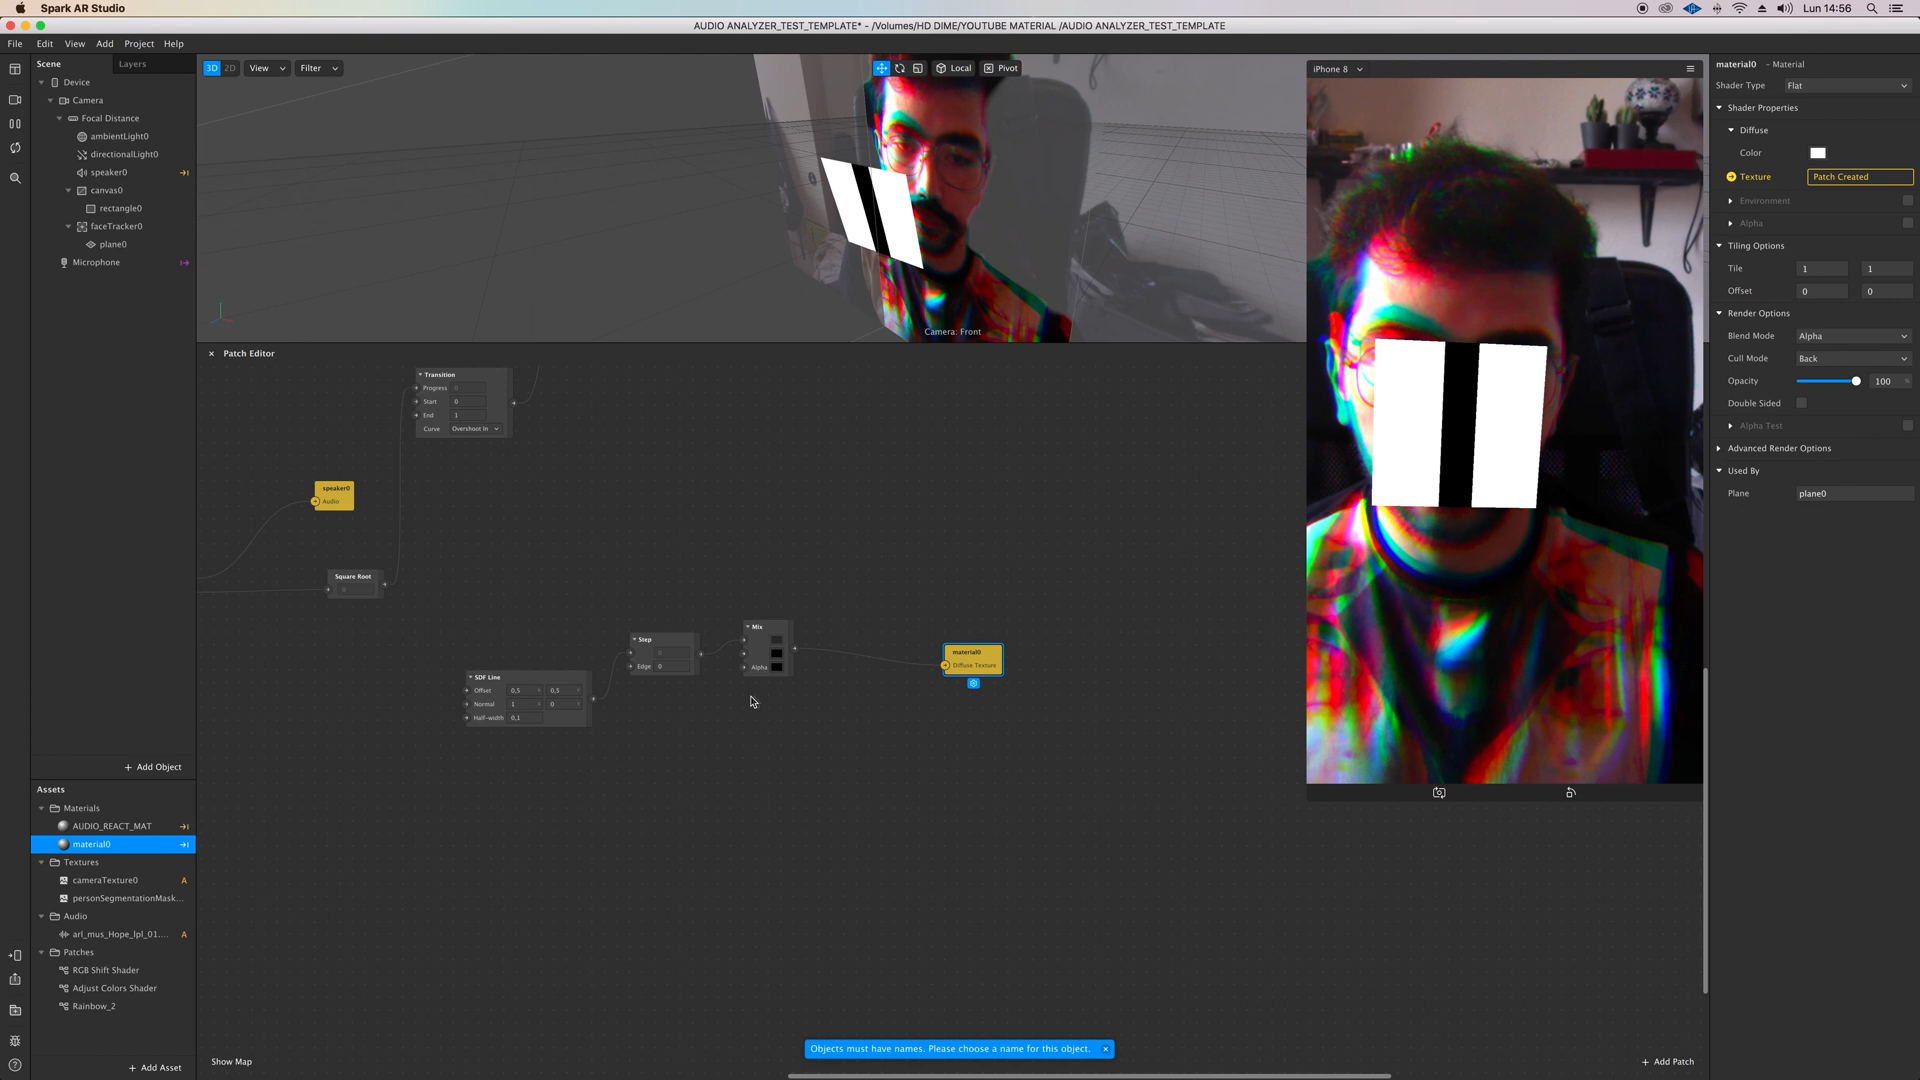 Spark AR Studio
Lun 14:56
AUDIO ANALYZER_TEST_TEMPLATE* - /Volumes/HD DIME/YOUTUBE MATERIAL /AUDIO ANALYZER_TEST_TEMPLATE
File Edit View Add Project Help
Scene Layers
Device
Camera
Focal Distance
ambientLight0
directionalLight0
speaker0
canvas0
rectangle0
faceTracker0
plane0
Microphone
+ Add Object
Assets
Materials
AUDIO_REACT_MAT
material0
Textures
cameraTexture0 A
personSegmentationMask...
Audio
arl_mus_Hope_lpl_01.... A
Patches
RGB Shift Shader
Adjust Colors Shader
Rainbow_2
+ Add Asset
3D 2D View Filter
Local Pivot
Camera: Front
Patch Editor
Transition
Progress 0
Start 0
End 1
Curve Overshoot In
speaker0
Audio
Square Root
0
SDF Line
Offset 0,5 0,5
Normal 1 0
Half-width 0,1
Step
0
Edge 0
Mix
Alpha
material0
Diffuse Texture
Show Map
Objects must have names. Please choose a name for this object.
+ Add Patch
iPhone 8
material0 - Material
Shader Type Flat
Shader Properties
Diffuse
Color
Texture Patch Created
Environment
Alpha
Tiling Options
Tile 1 1
Offset 0 0
Render Options
Blend Mode Alpha
Cull Mode Back
Opacity 100 %
Double Sided
Alpha Test
Advanced Render Options
Used By
Plane plane0